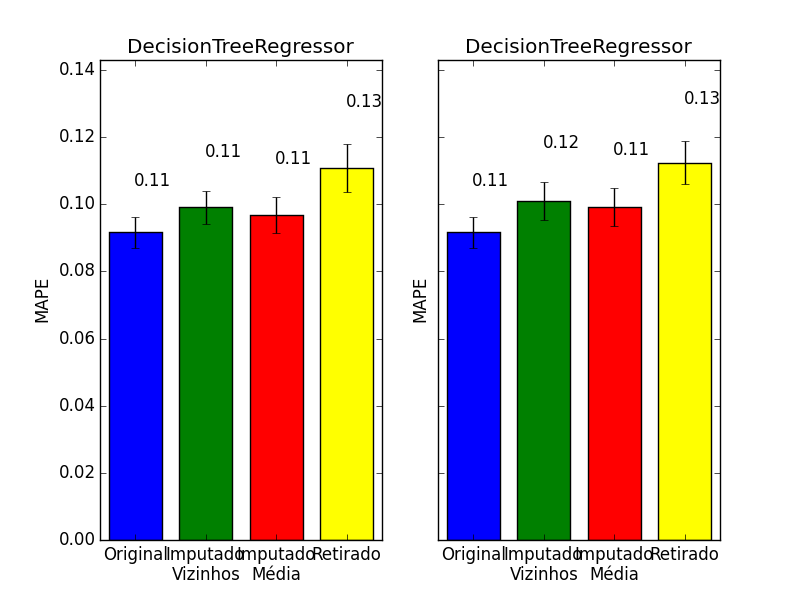 DecisionTreeRegressor
0.14
0.12
0.10
0.08
0.06
0.04
0.02
0.00
MAPE
0.11
0.11
0.11
0.13
Original
Imputado
Vizinhos
Imputado
Média
Retirado
DecisionTreeRegressor
MAPE
0.11
0.12
0.11
0.13
Original
Imputado
Vizinhos
Imputado
Média
Retirado